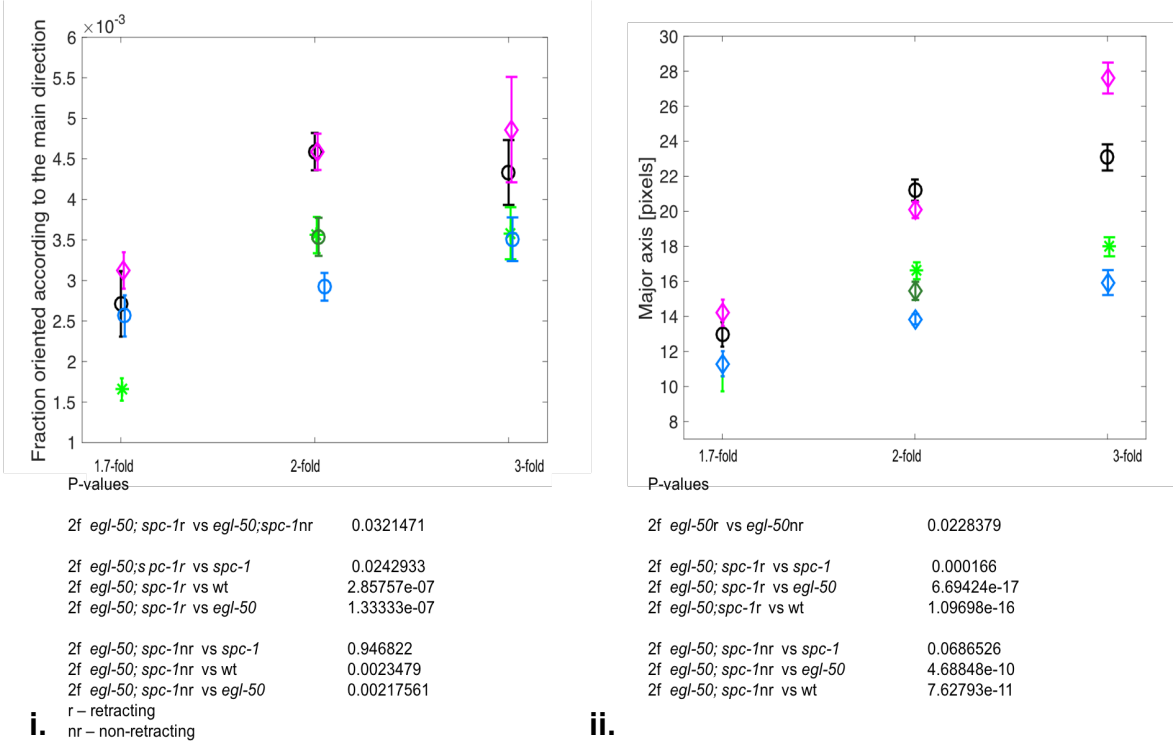 ×10-3
6
5.5
5
4.5
4
3.5
3
2.5
2
1.5
1
Fraction oriented according to the main direction
1.7-fold 2-fold 3-fold
P-values
2f egl-50; spc-1r vs egl-50;spc-1nr 0.0321471
2f egl-50;s pc-1r vs spc-1 0.0242933
2f egl-50; spc-1r vs wt 2.85757e-07
2f egl-50; spc-1r vs egl-50 1.33333e-07
2f egl-50; spc-1nr vs spc-1 0.946822
2f egl-50; spc-1nr vs wt 0.0023479
2f egl-50; spc-1nr vs egl-50 0.00217561
r – retracting
nr – non-retracting
i.
30
28
26
24
22
20
18
16
14
12
10
8
Major axis [pixels]
1.7-fold 2-fold 3-fold
P-values
2f egl-50r vs egl-50nr 0.0228379
2f egl-50; spc-1r vs spc-1 0.000166
2f egl-50; spc-1r vs egl-50 6.69424e-17
2f egl-50;spc-1r vs wt 1.09698e-16
2f egl-50; spc-1nr vs spc-1 0.0686526
2f egl-50; spc-1nr vs egl-50 4.68848e-10
2f egl-50; spc-1nr vs wt 7.62793e-11
ii.